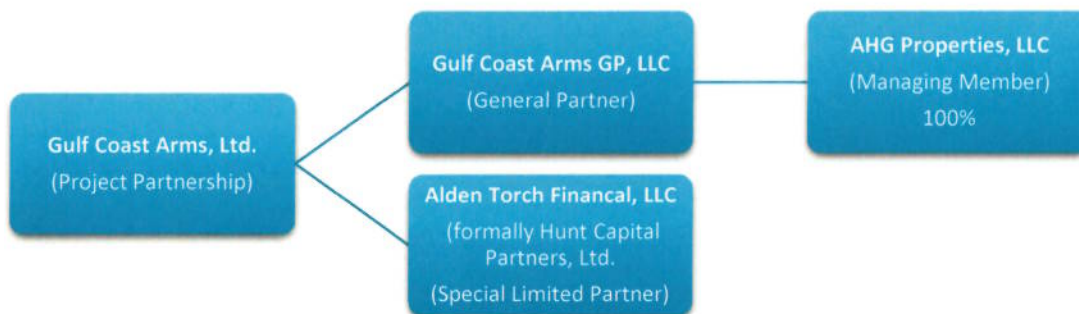 Gulf Coast Arms, Ltd.
(Project Partnership)
Gulf Coast Arms GP, LLC
(General Partner)
AHG Properties, LLC
(Managing Member)
100%
Alden Torch Financal, LLC
(formally Hunt Capital
Partners, Ltd.
(Special Limited Partner)